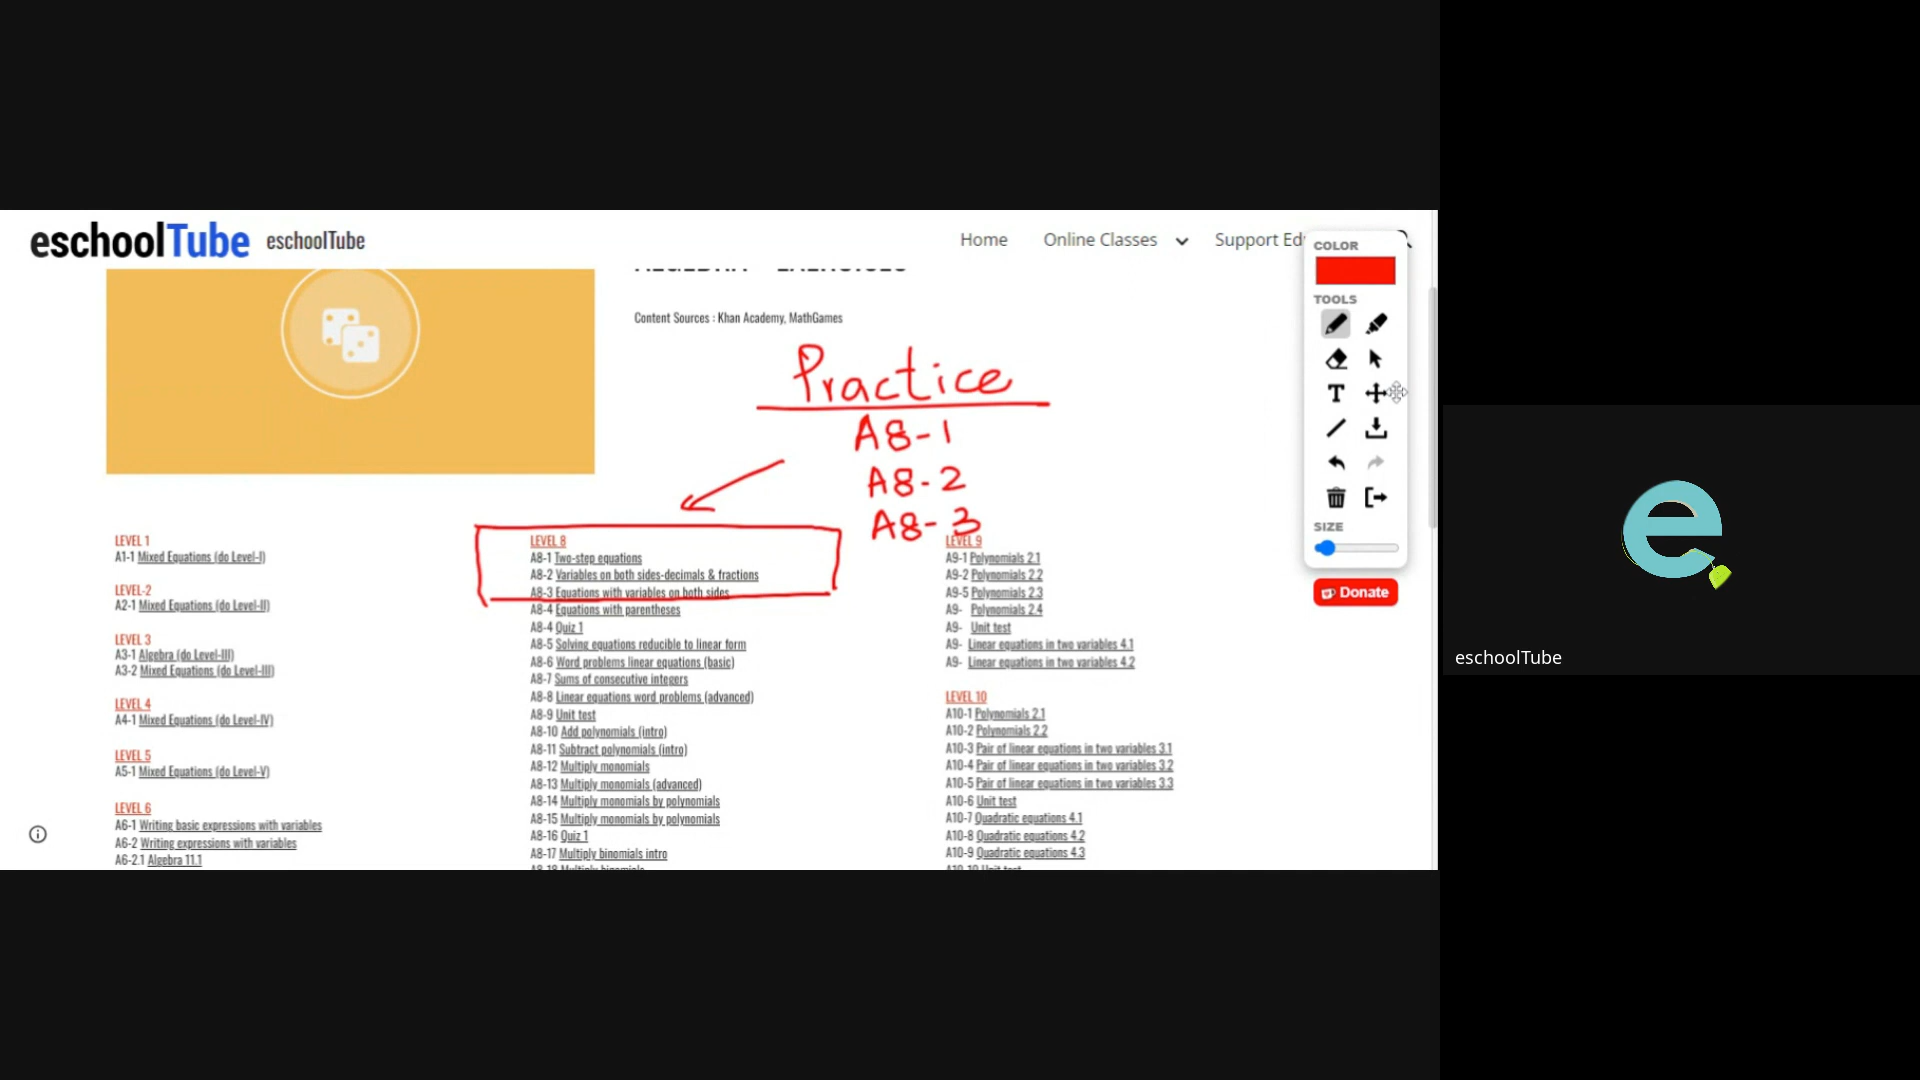 eschoolTube eschoolTube
Home Online Classes Support Ed
Content Sources : Khan Academy, MathGames
Practice
A8-1
A8-2
A8-3
LEVEL 1
A1-1 Mixed Equations (do Level-I)
LEVEL-2
A2-1 Mixed Equations (do Level-II)
LEVEL 3
A3-1 Algebra (do Level-III)
A3-2 Mixed Equations (do Level-III)
LEVEL 4
A4-1 Mixed Equations (do Level-IV)
LEVEL 5
A5-1 Mixed Equations (do Level-V)
LEVEL 6
A6-1 Writing basic expressions with variables
A6-2 Writing expressions with variables
A6-2.1 Algebra 11.1
LEVEL 8
A8-1 Two-step equations
A8-2 Variables on both sides-decimals & fractions
A8-3 Equations with variables on both sides
A8-4 Equations with parentheses
A8-4 Quiz 1
A8-5 Solving equations reducible to linear form
A8-6 Word problems linear equations (basic)
A8-7 Sums of consecutive integers
A8-8 Linear equations word problems (advanced)
A8-9 Unit test
A8-10 Add polynomials (intro)
A8-11 Subtract polynomials (intro)
A8-12 Multiply monomials
A8-13 Multiply monomials (advanced)
A8-14 Multiply monomials by polynomials
A8-15 Multiply monomials by polynomials
A8-16 Quiz 1
A8-17 Multiply binomials intro
LEVEL 9
A9-1 Polynomials 2.1
A9-2 Polynomials 2.2
A9-5 Polynomials 2.3
A9- Polynomials 2.4
A9- Unit test
A9- Linear equations in two variables 4.1
A9- Linear equations in two variables 4.2
LEVEL 10
A10-1 Polynomials 2.1
A10-2 Polynomials 2.2
A10-3 Pair of linear equations in two variables 3.1
A10-4 Pair of linear equations in two variables 3.2
A10-5 Pair of linear equations in two variables 3.3
A10-6 Unit test
A10-7 Quadratic equations 4.1
A10-8 Quadratic equations 4.2
A10-9 Quadratic equations 4.3
COLOR
TOOLS
T
SIZE
Donate
e
eschoolTube